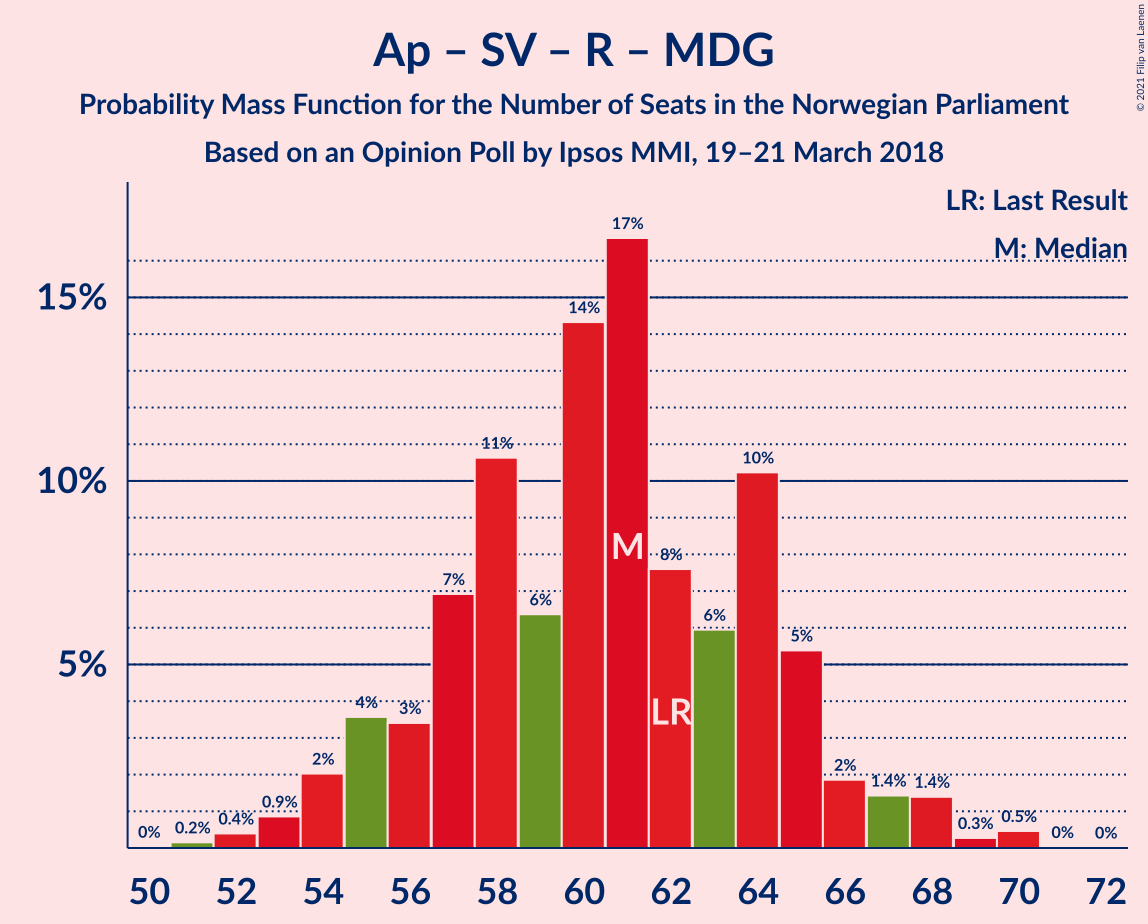 © 2021 Filip van Laenen
Ap – SV – R – MDG
Probability Mass Function for the Number of Seats in the Norwegian Parliament
Based on an Opinion Poll by Ipsos MMI, 19–21 March 2018
LR: Last Result
M: Median
15%
10%
5%
0%
0.2%
0.4%
0.9%
2%
4%
3%
7%
11%
6%
14%
17%
8%
6%
10%
5%
2%
1.4%
1.4%
0.3%
0.5%
0%
0%
M
LR
50 52 54 56 58 60 62 64 66 68 70 72